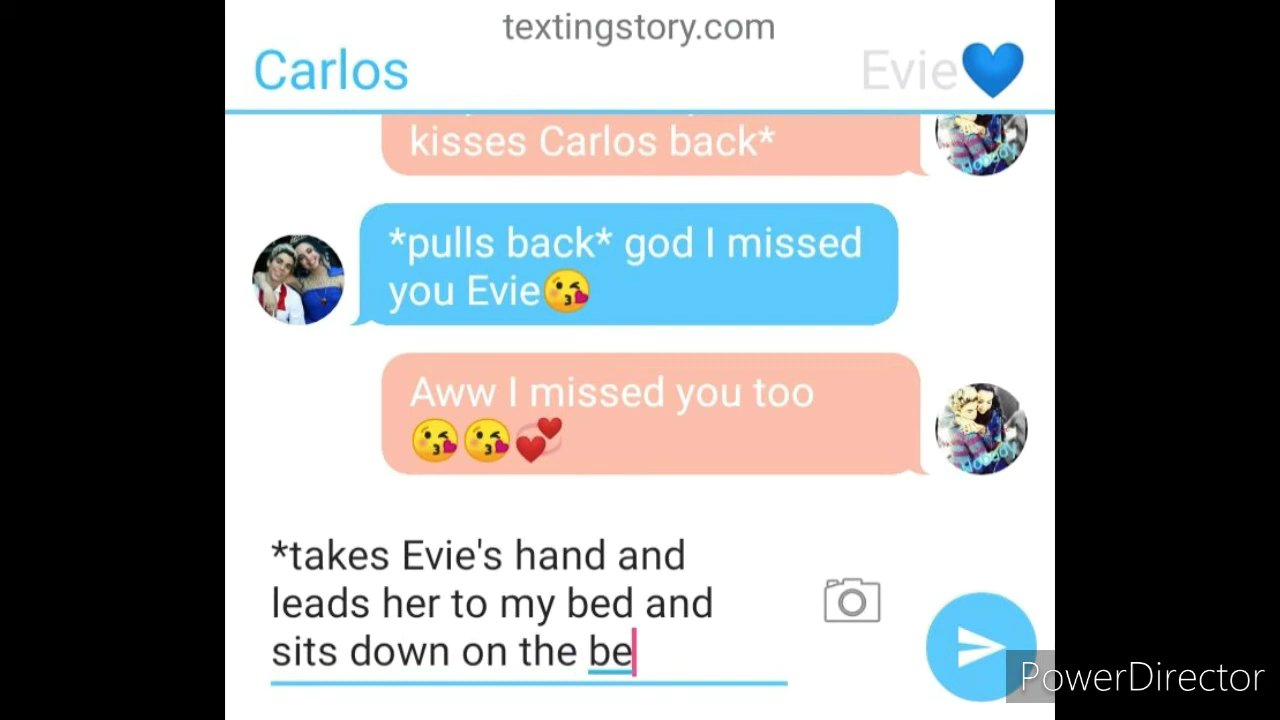 textingstory.com
Carlos
Evie💙
kisses Carlos back*
*pulls back* god I missed
you Evie😘
Aww I missed you too
😘😘💞
*takes Evie's hand and
leads her to my bed and
sits down on the be
PowerDirector